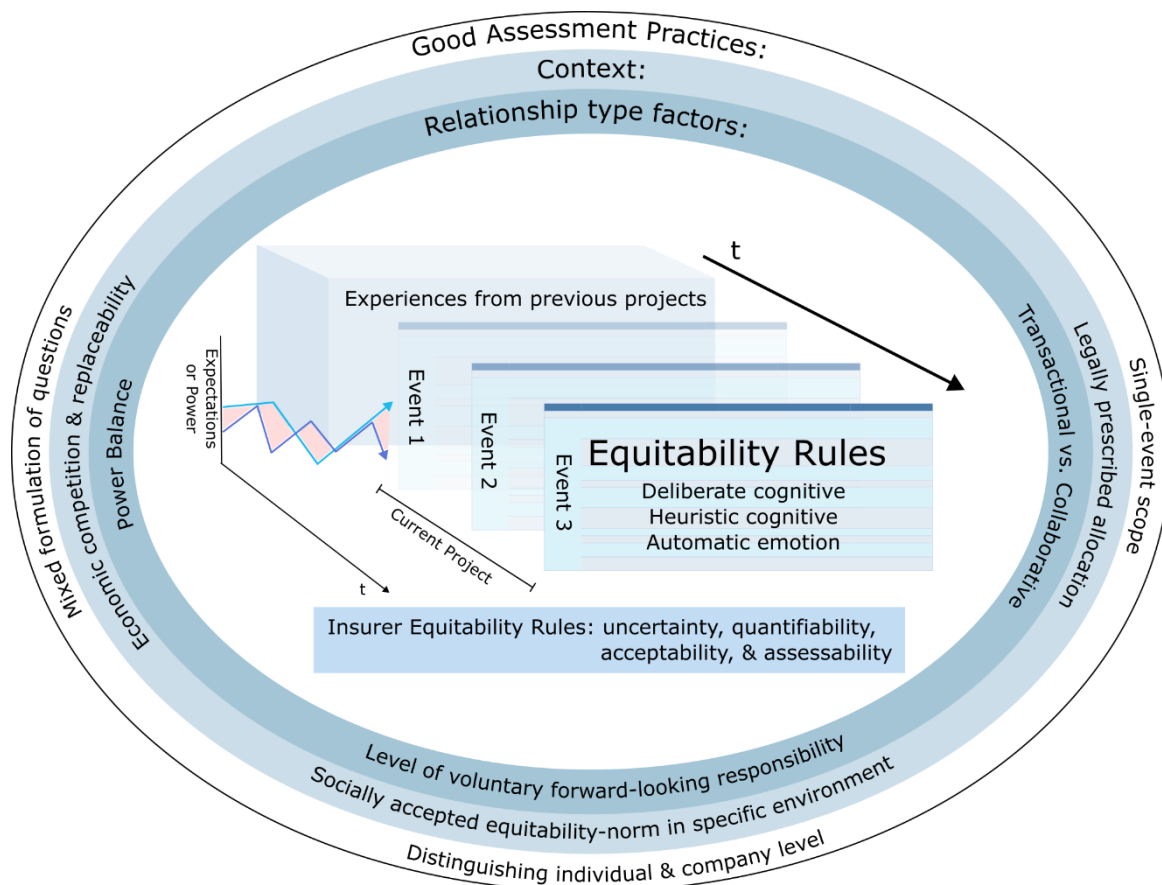 Good Assessment Practices:
Context:
Relationship type factors:
Mixed formulation of questions
Economic competition & replaceability
Power Balance
Transactional vs. Collaborative
Legally prescribed allocation
Single-event scope
t
Experiences from previous projects
Expectations
or Power
Event 1
Event 2
Event 3
Equitability Rules
Deliberate cognitive
Heuristic cognitive
Automatic emotion
Current Project
t
Insurer Equitability Rules: uncertainty, quantifiability,
acceptability, & assessability
Level of voluntary forward-looking responsibility
Socially accepted equitability-norm in specific environment
Distinguishing individual & company level